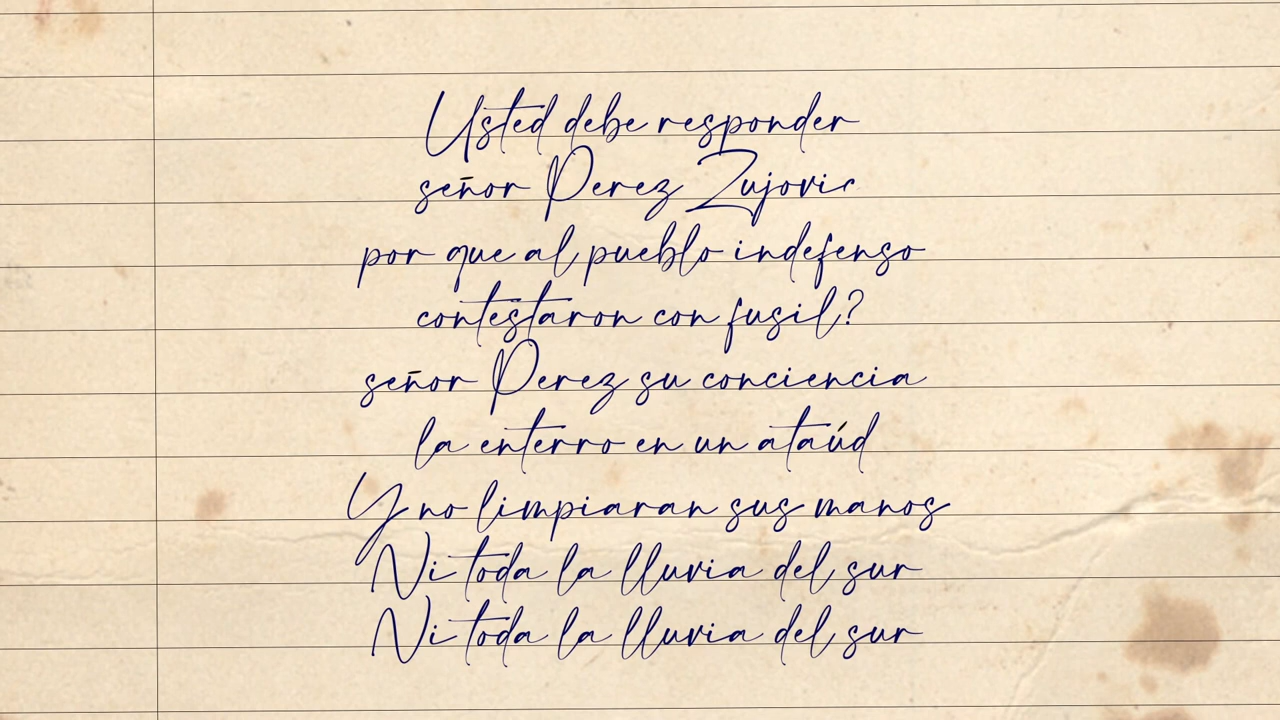 Usted debe responder
señor Perez Zujovic
por que al pueblo indefenso
contestaron con fusil?
señor Perez su conciencia
la enterro en un ataúd
Y no limpiaran sus manos
Ni toda la lluvia del sur
Ni toda la lluvia del sur